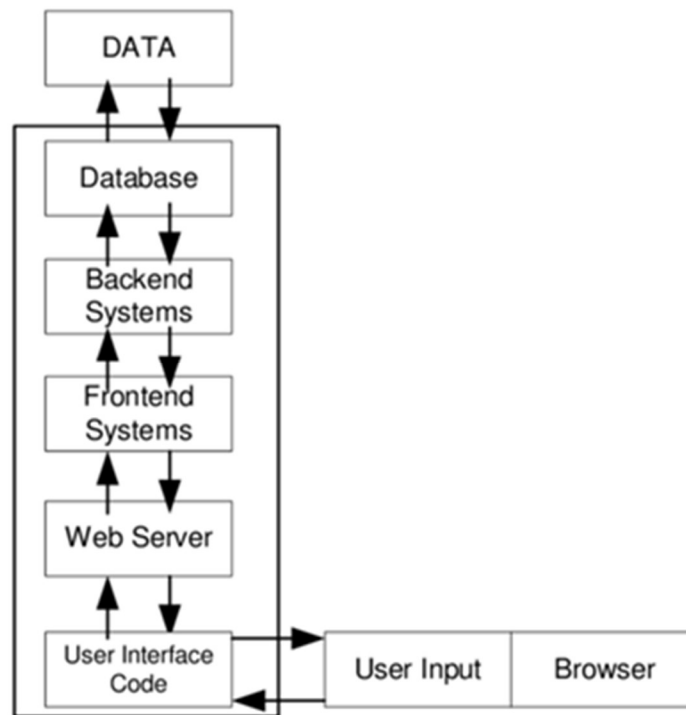 DATA
Database
Backend
Systems
Frontend
Systems
Web Server
User Interface
Code
User Input
Browser